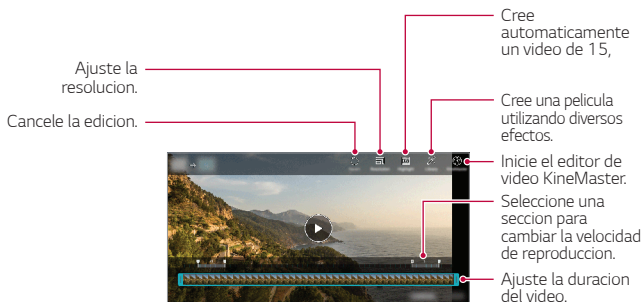 Ajuste la
resolucion.
Cancele la edicion.
Cree
automaticamente
un video de 15,
Cree una pelicula
utilizando diversos
efectos.
Inicie el editor de
video KineMaster.
Seleccione una
seccion para
cambiar la velocidad
de reproduccion.
Ajuste la duracion
del video.